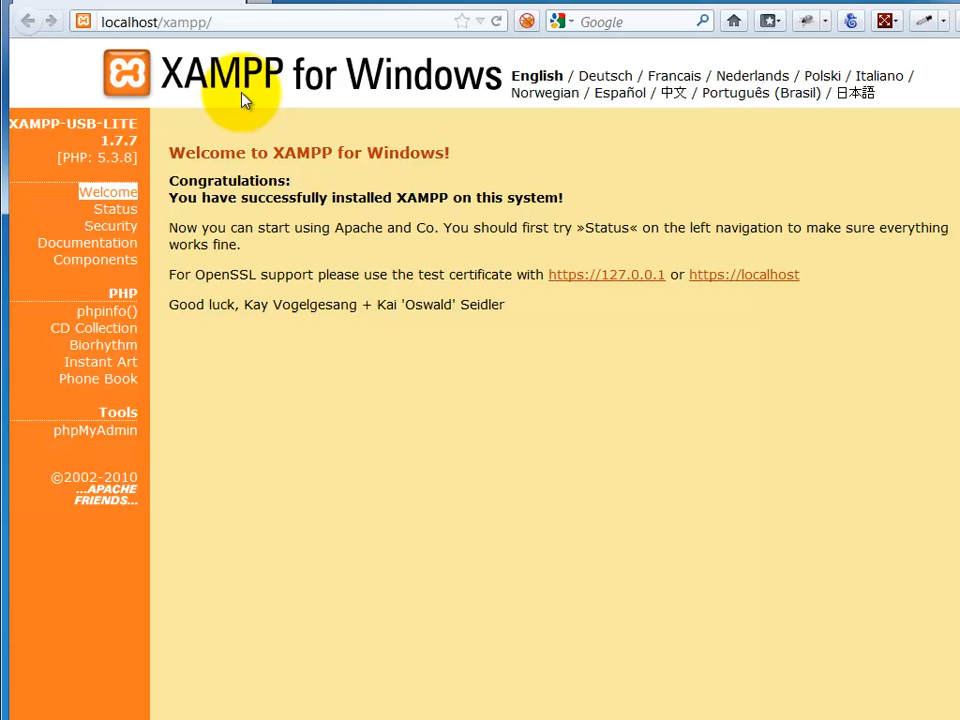 localhost/xampp/
Google
XAMPP for Windows
English / Deutsch / Francais / Nederlands / Polski / Italiano /
Norwegian / Español / 中文 / Português (Brasil) / 日本語
XAMPP-USB-LITE
1.7.7
[PHP: 5.3.8]
Welcome
Status
Security
Documentation
Components
PHP
phpinfo()
CD Collection
Biorhythm
Instant Art
Phone Book
Tools
phpMyAdmin
©2002-2010
...APACHE
FRIENDS...
Welcome to XAMPP for Windows!
Congratulations:
You have successfully installed XAMPP on this system!
Now you can start using Apache and Co. You should first try »Status« on the left navigation to make sure everything
works fine.
For OpenSSL support please use the test certificate with https://127.0.0.1 or https://localhost
Good luck, Kay Vogelgesang + Kai 'Oswald' Seidler